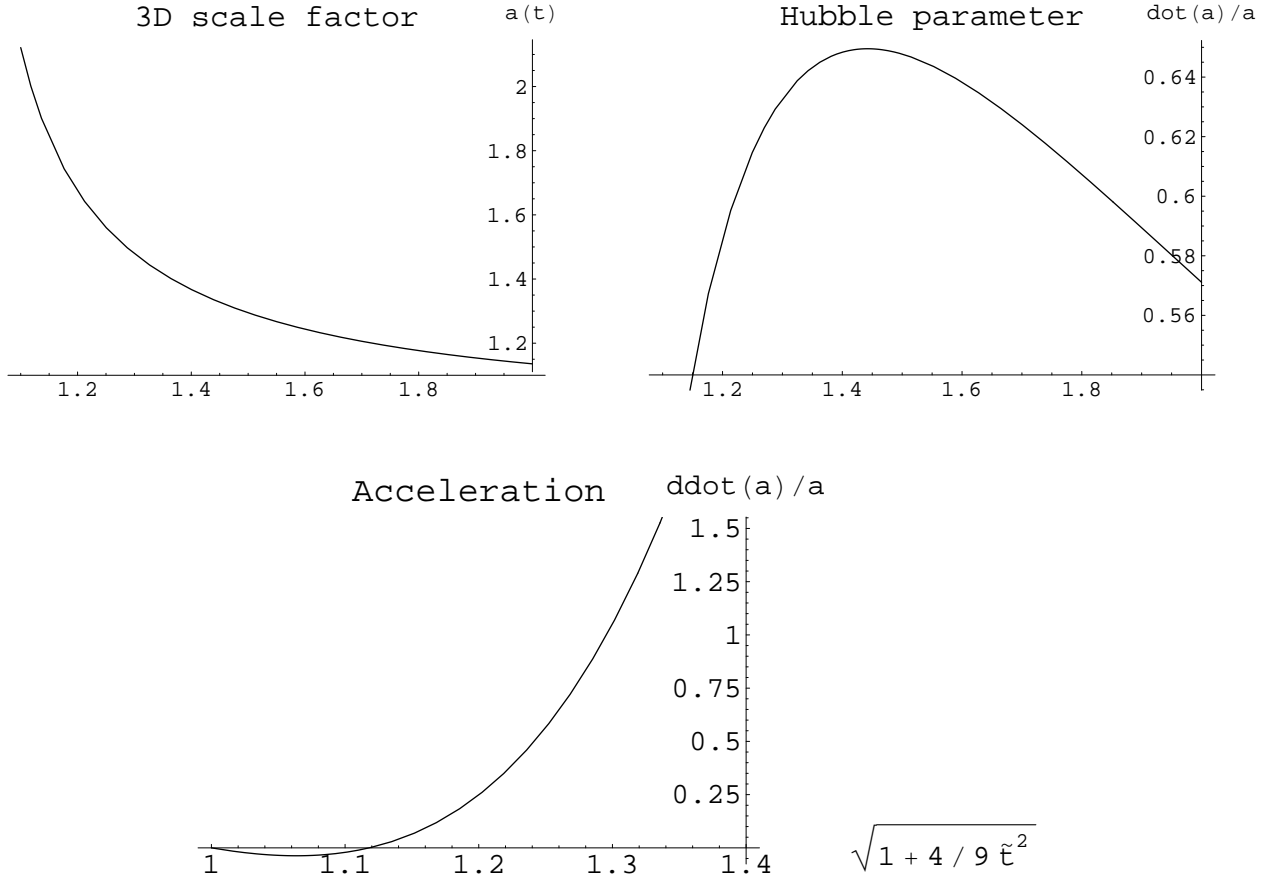 3D scale factor
a(t)
2
1.8
1.6
1.4
1.2
1.2 1.4 1.6 1.8
Hubble parameter
dot(a)/a
0.64
0.62
0.6
0.58
0.56
1.2 1.4 1.6 1.8
Acceleration
ddot(a)/a
1.5
1.25
1
0.75
0.5
0.25
1 1.1 1.2 1.3 1.4
√1 + 4 / 9 t̃²